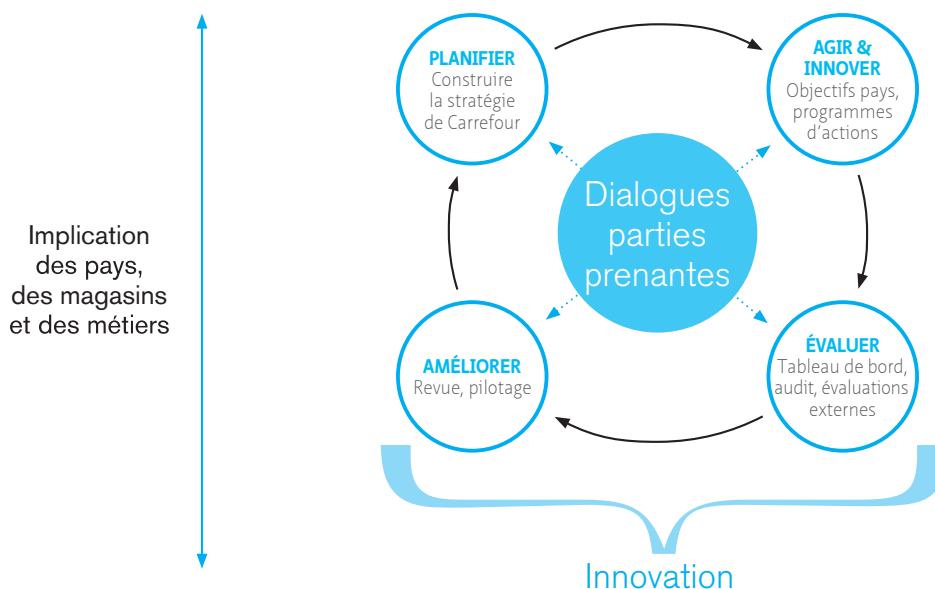 Implication
des pays,
des magasins
et des métiers
PLANIFIER
Construire
la stratégie
de Carrefour
AGIR &
INNOVER
Objectifs pays,
programmes
d'actions
Dialogues
parties
prenantes
AMÉLIORER
Revue, pilotage
ÉVALUER
Tableau de bord,
audit, évaluations
externes
Innovation